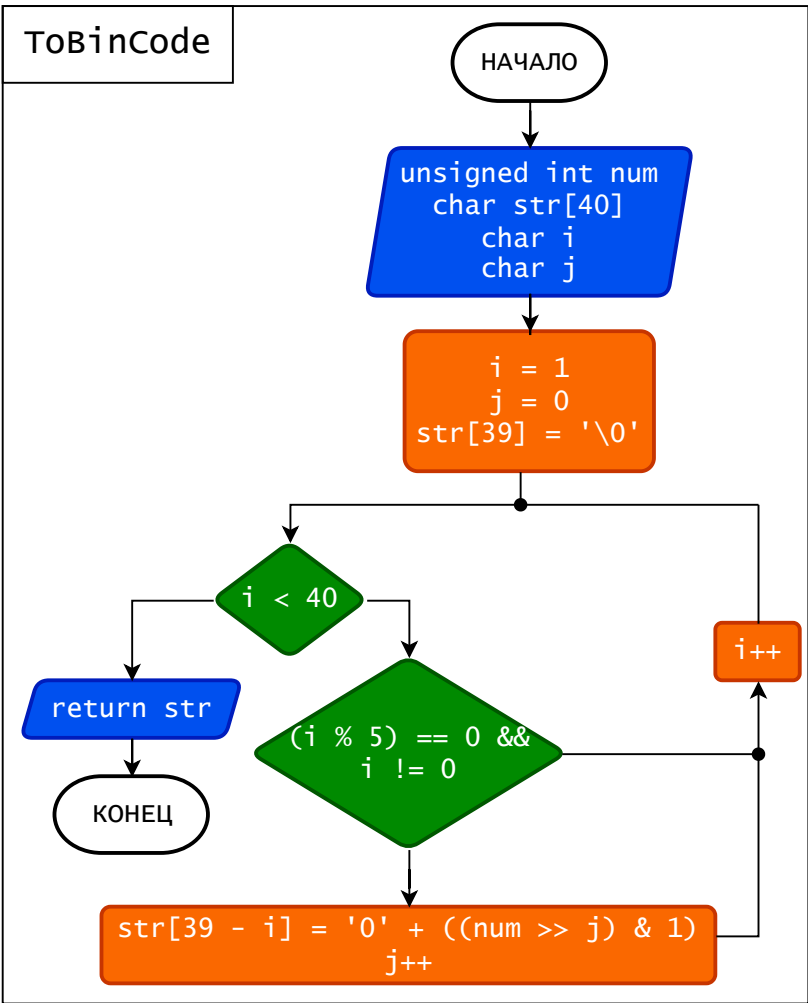 ToBinCode
НАЧАЛО
unsigned int num
char str[40]
char i
char j
i = 1
j = 0
str[39] = '\0'
i < 40
i++
return str
(i % 5) == 0 &&
i != 0
КОНЕЦ
str[39 - i] = '0' + ((num >> j) & 1)
j++